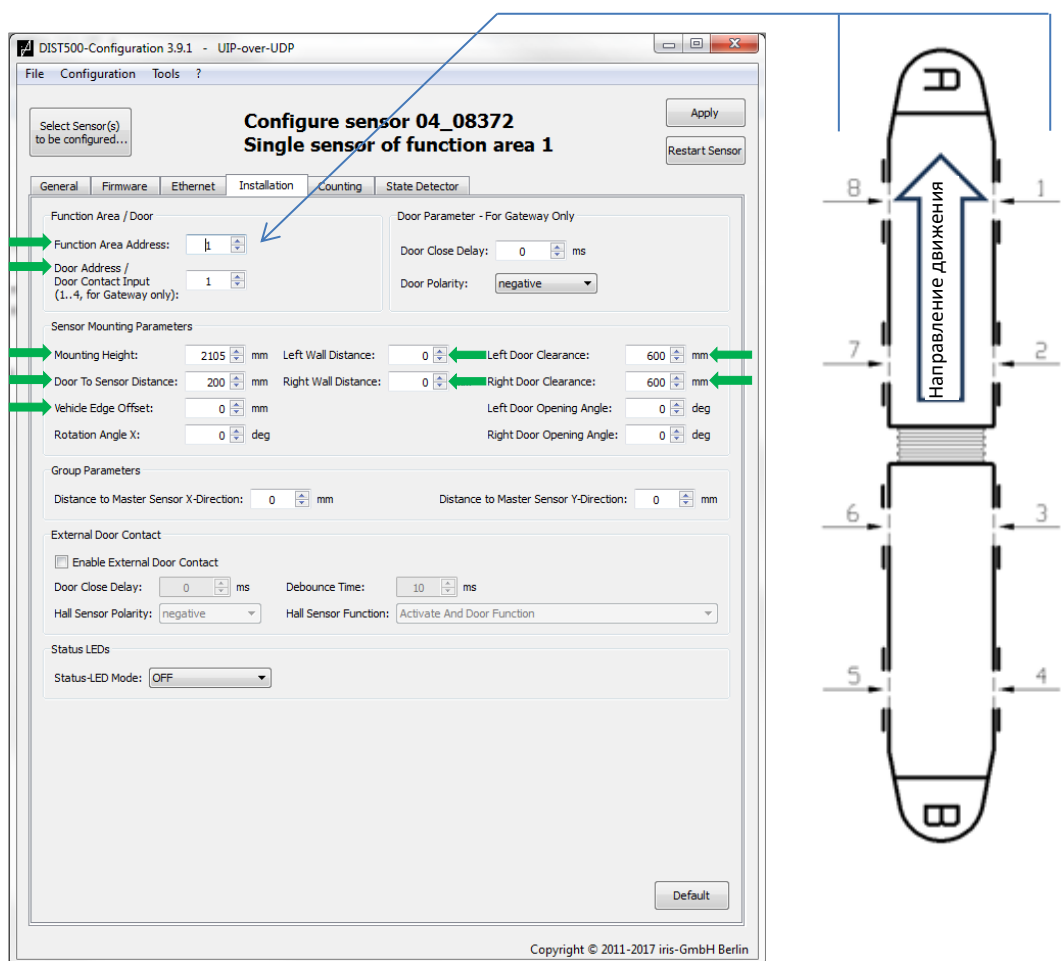 DIST500-Configuration 3.9.1 - UIP-over-UDP
File Configuration Tools ?
Select Sensor(s)
to be configured...
Configure sensor 04_08372
Single sensor of function area 1
Apply
Restart Sensor
General Firmware Ethernet Installation Counting State Detector
Function Area / Door
Function Area Address: 1
Door Address /
Door Contact Input
(1..4, for Gateway only):
1
Door Parameter - For Gateway Only
Door Close Delay: 0 ms
Door Polarity: negative
Sensor Mounting Parameters
Mounting Height: 2105 mm Left Wall Distance: 0 Left Door Clearance: 600 mm
Door To Sensor Distance: 200 mm Right Wall Distance: 0 Right Door Clearance: 600 mm
Vehicle Edge Offset: 0 mm Left Door Opening Angle: 0 deg
Rotation Angle X: 0 deg Right Door Opening Angle: 0 deg
Group Parameters
Distance to Master Sensor X-Direction: 0 mm Distance to Master Sensor Y-Direction: 0 mm
External Door Contact
Enable External Door Contact
Door Close Delay: 0 ms Debounce Time: 10 ms
Hall Sensor Polarity: negative Hall Sensor Function: Activate And Door Function
Status LEDs
Status-LED Mode: OFF
Default
Copyright © 2011-2017 iris-GmbH Berlin
A
8 1
Направление движения
7 2
6 3
5 4
B